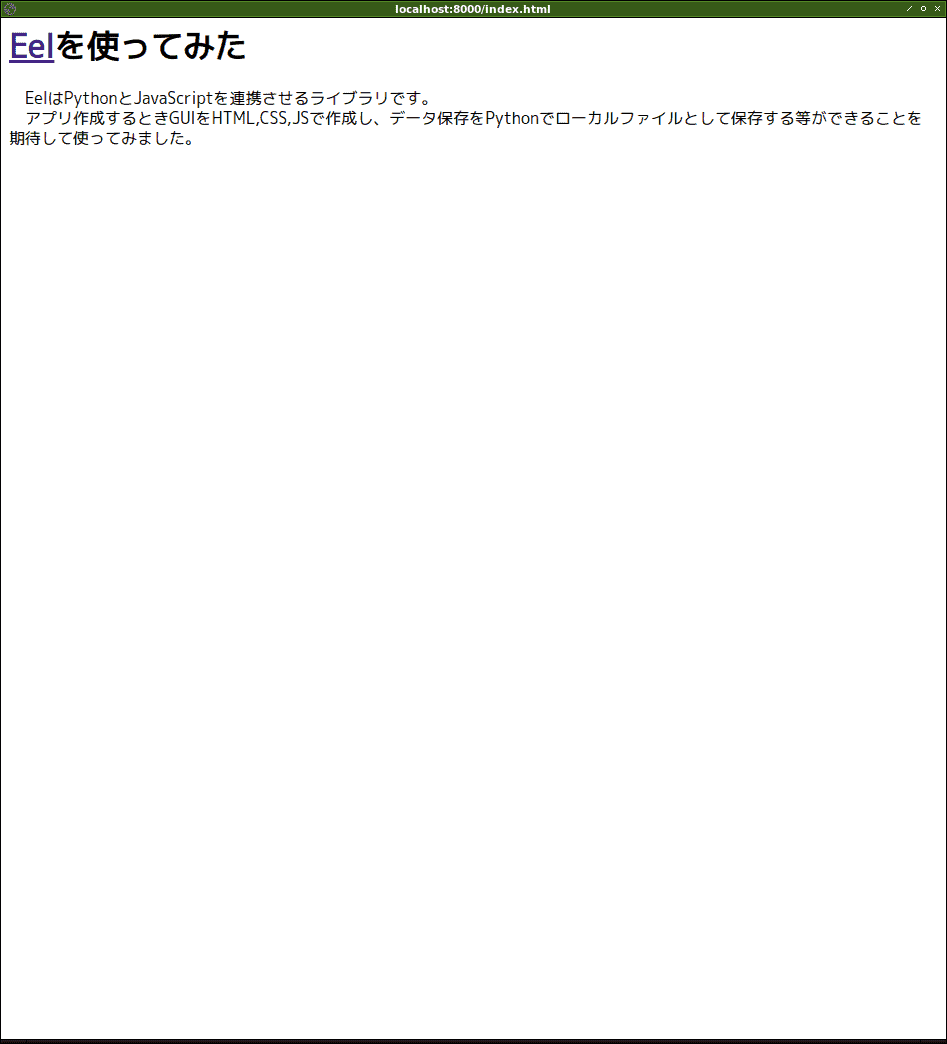 localhost:8000/index.html
Eelを使ってみた
　EelはPythonとJavaScriptを連携させるライブラリです。
　アプリ作成するときGUIをHTML,CSS,JSで作成し、データ保存をPythonでローカルファイルとして保存する等ができることを
期待して使ってみました。